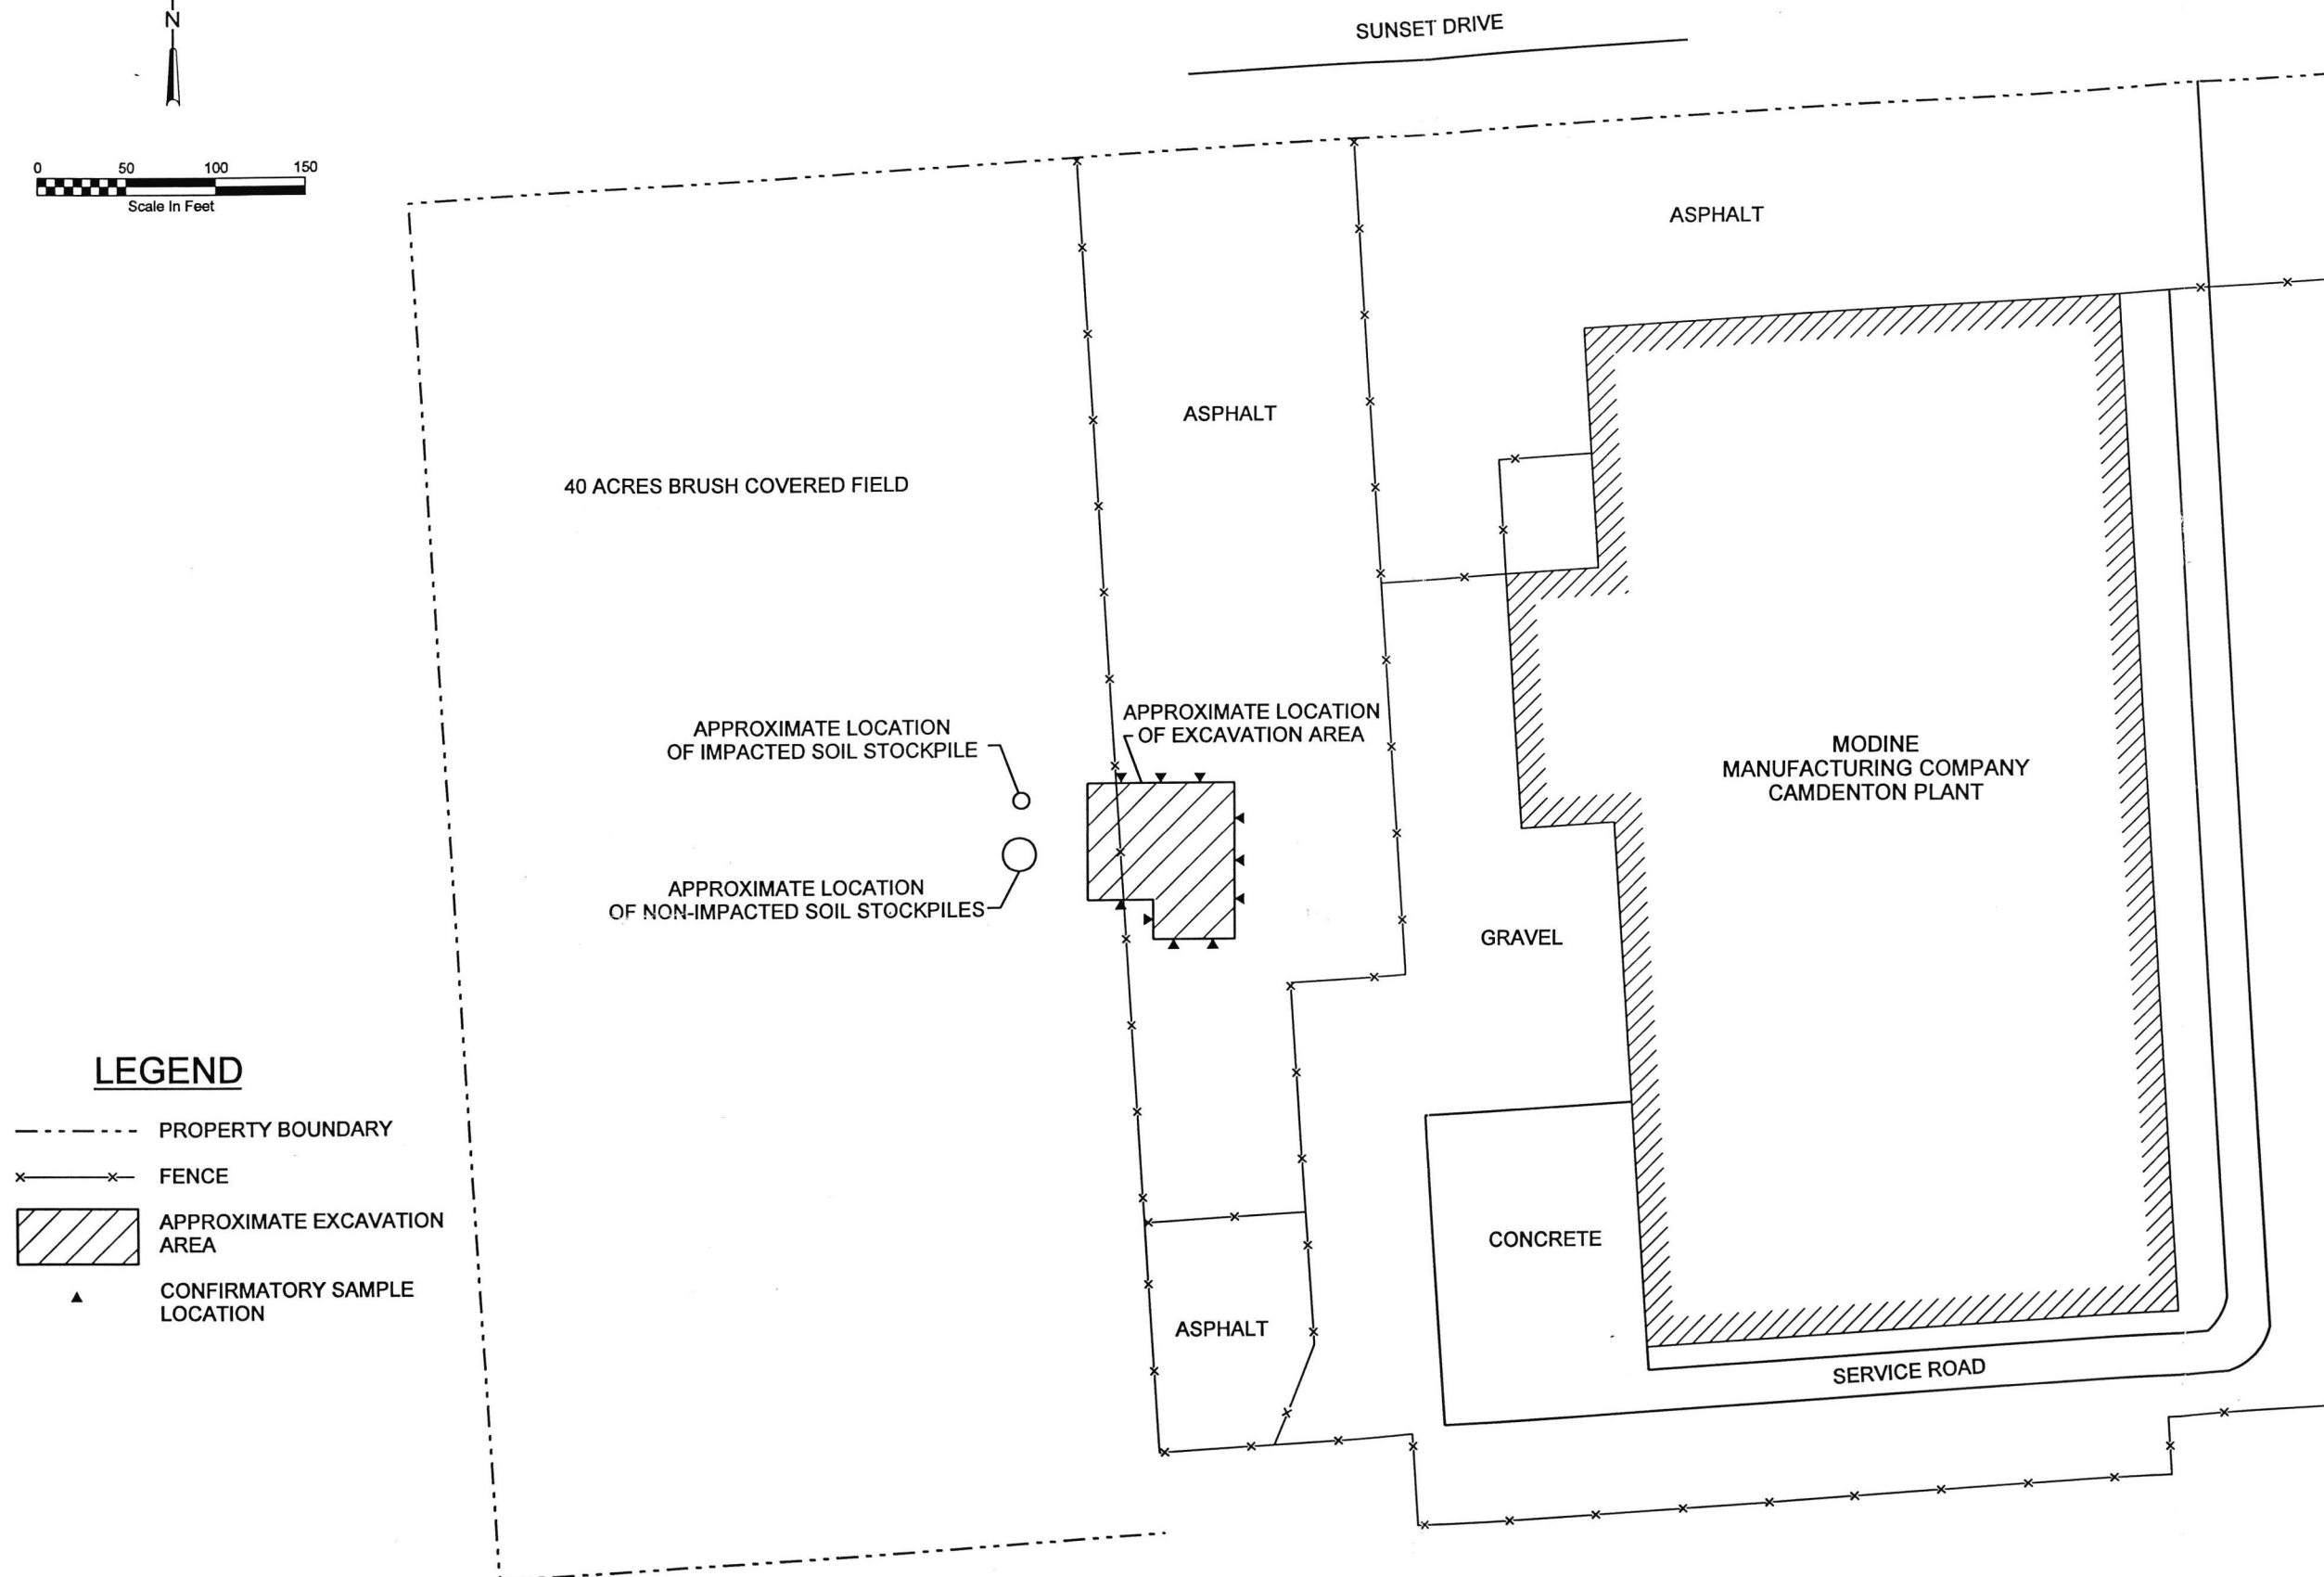 N
SUNSET DRIVE
0 50 100 150
Scale In Feet
ASPHALT
ASPHALT
40 ACRES BRUSH COVERED FIELD
APPROXIMATE LOCATION
OF EXCAVATION AREA
APPROXIMATE LOCATION
OF IMPACTED SOIL STOCKPILE
MODINE
MANUFACTURING COMPANY
CAMDENTON PLANT
APPROXIMATE LOCATION
OF NON-IMPACTED SOIL STOCKPILES
GRAVEL
LEGEND
PROPERTY BOUNDARY
FENCE
APPROXIMATE EXCAVATION
AREA
CONFIRMATORY SAMPLE
LOCATION
CONCRETE
ASPHALT
SERVICE ROAD